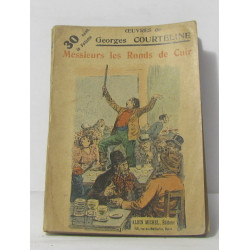 30
ŒUVRES DE
Georges COURTELINE
Messieurs les Ronds de Cuir
ALBIN MICHEL, Éditeur